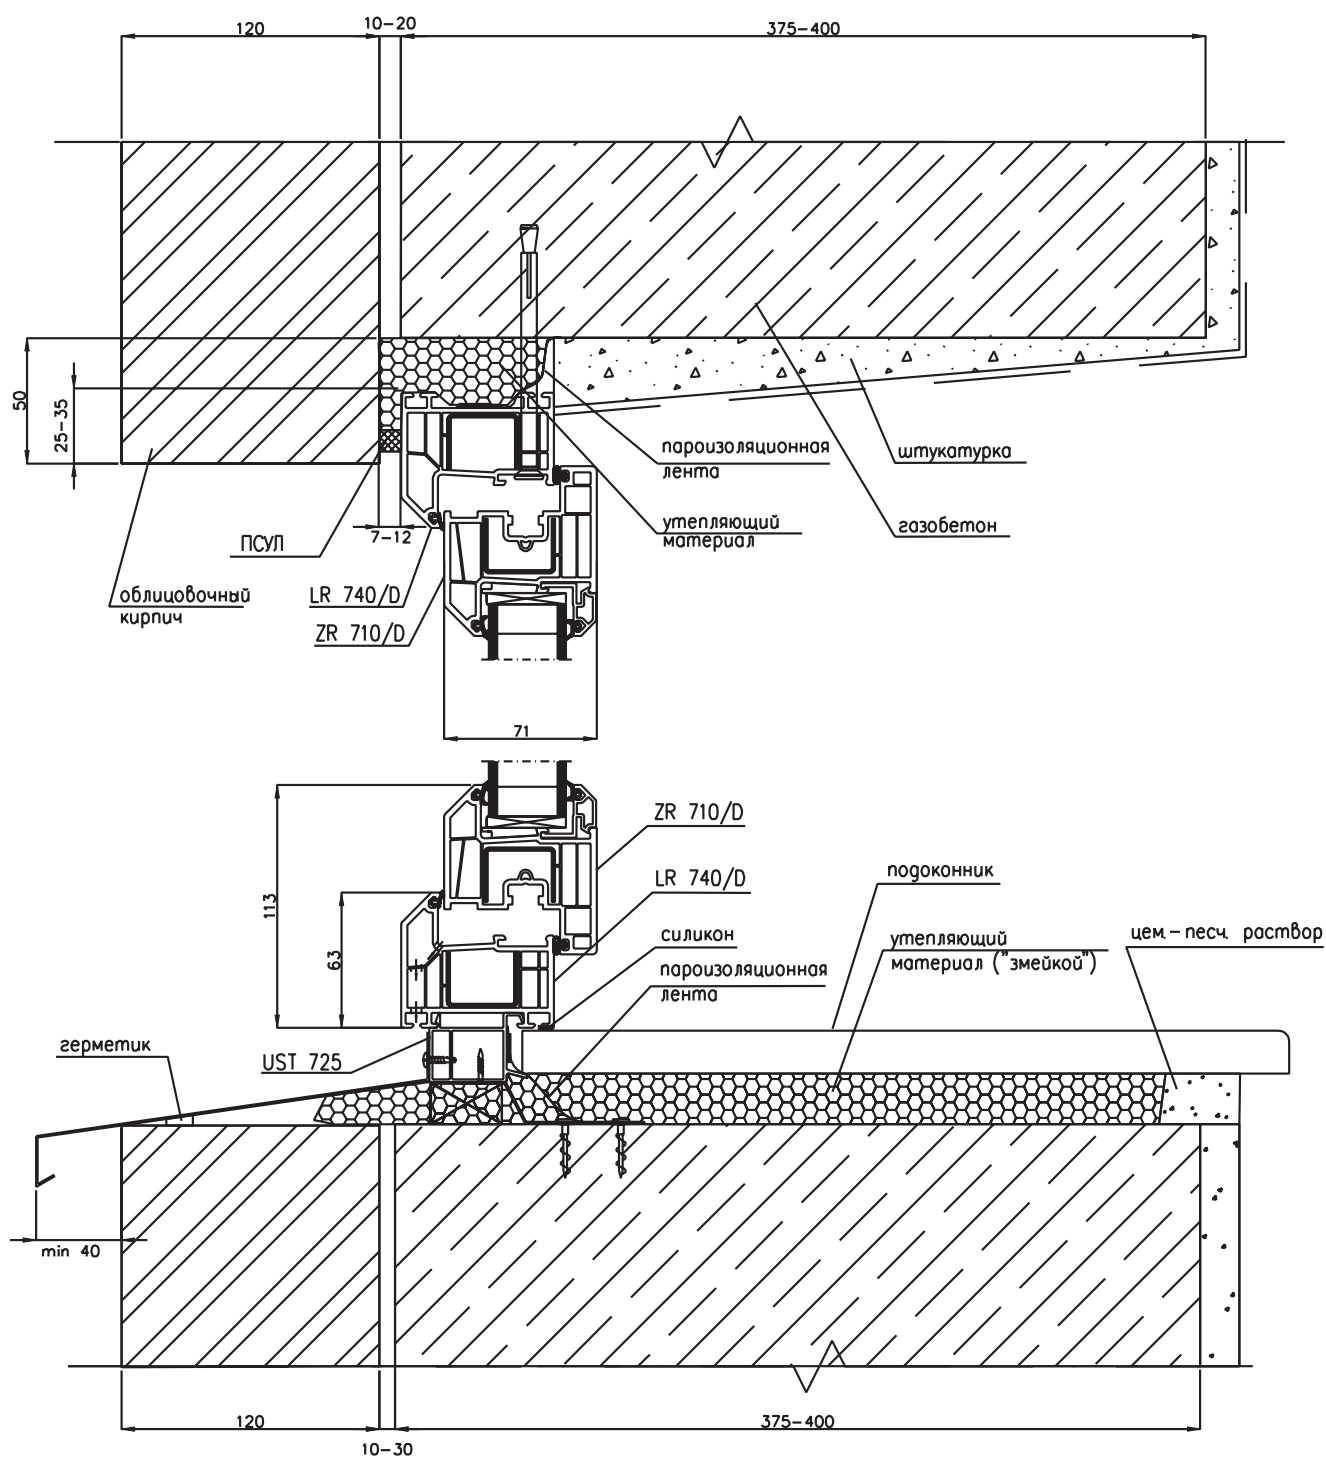 120
10-20
375-400
50
25-35
пароизоляционная
лента
штукатурка
утепляющий
материал
газобетон
7-12
ПСУЛ
облицовочный
кирпич
LR 740/D
ZR 710/D
71
ZR 710/D
LR 740/D
подоконник
113
63
силикон
утепляющий
материал ("змейкой")
цем.-песч. раствор
пароизоляционная
лента
герметик
UST 725
min 40
120
375-400
10-30